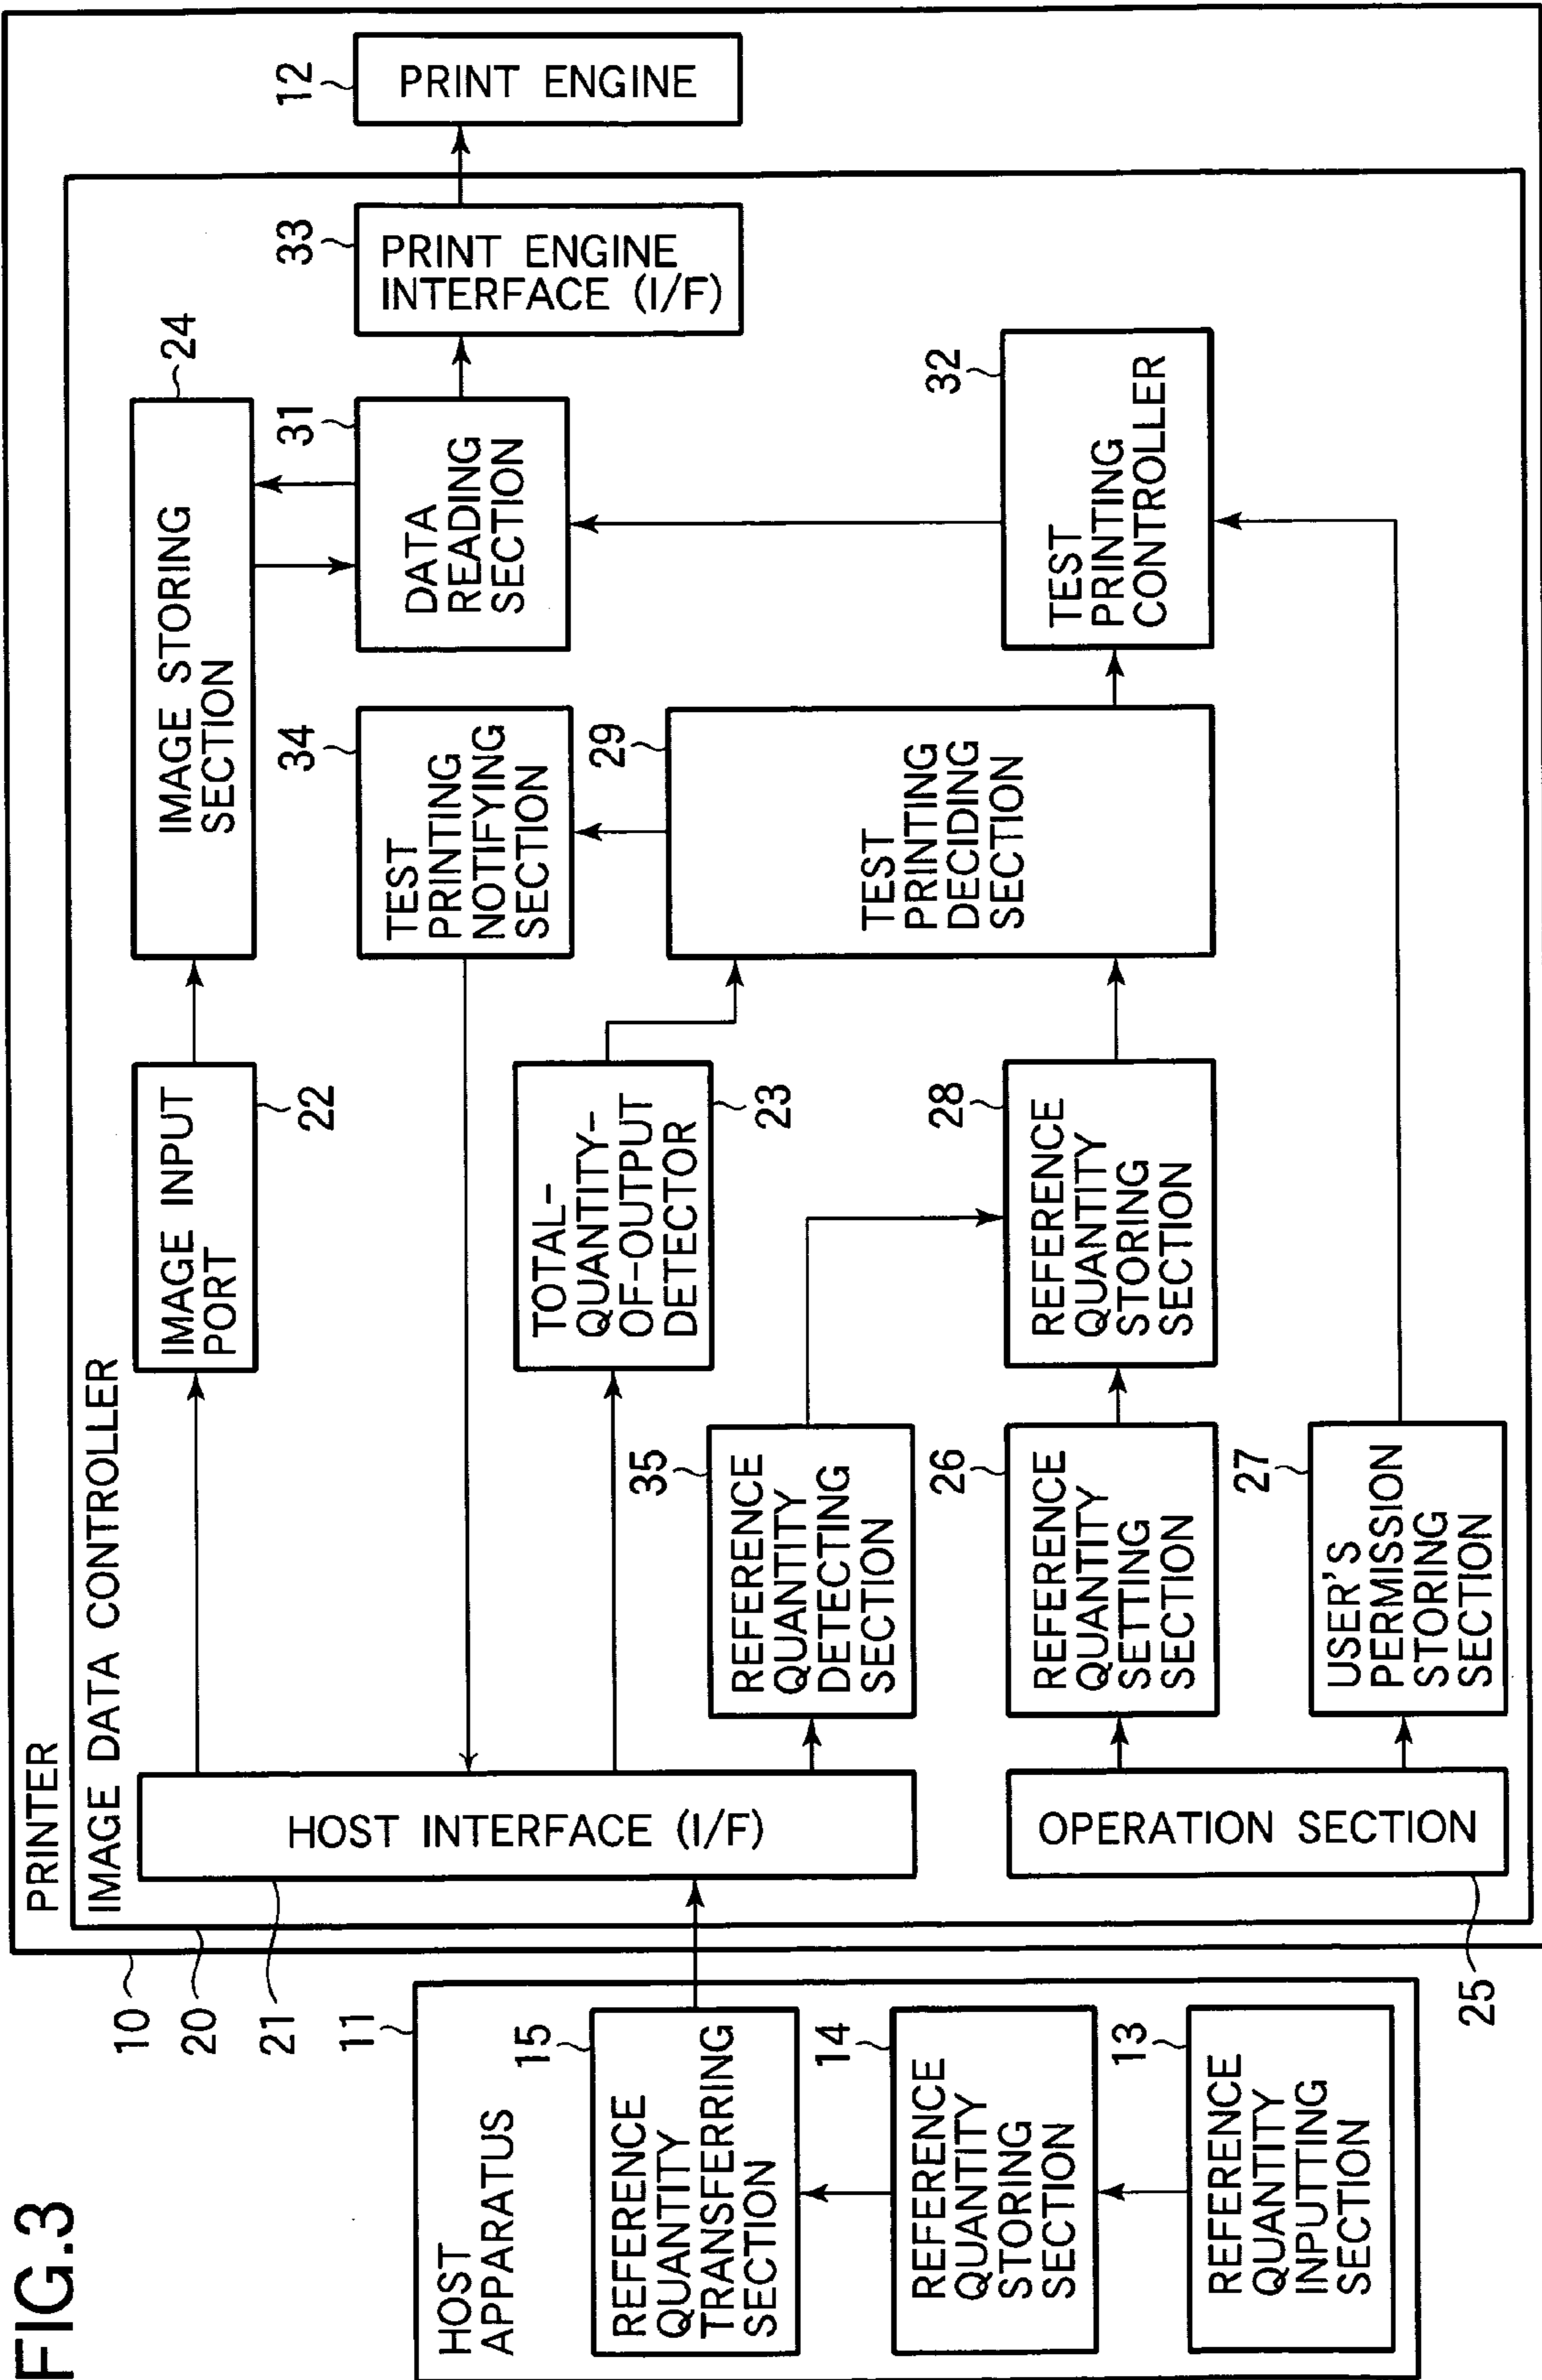 FIG.3
HOST
APPARATUS
11
REFERENCE
QUANTITY
TRANSFERRING
SECTION
15
REFERENCE
QUANTITY
STORING
SECTION
14
REFERENCE
QUANTITY
INPUTTING
SECTION
13
PRINTER
10
IMAGE DATA CONTROLLER
20
HOST INTERFACE (I/F)
21
OPERATION SECTION
25
IMAGE INPUT
PORT
22
TOTAL-
QUANTITY-
OF-OUTPUT
DETECTOR
23
REFERENCE
QUANTITY
DETECTING
SECTION
35
REFERENCE
QUANTITY
SETTING
SECTION
26
USER'S
PERMISSION
STORING
SECTION
27
REFERENCE
QUANTITY
STORING
SECTION
28
IMAGE STORING
SECTION
24
TEST
PRINTING
NOTIFYING
SECTION
34
TEST
PRINTING
DECIDING
SECTION
29
DATA
READING
SECTION
31
TEST
PRINTING
CONTROLLER
32
PRINT ENGINE
INTERFACE (I/F)
33
PRINT ENGINE
12